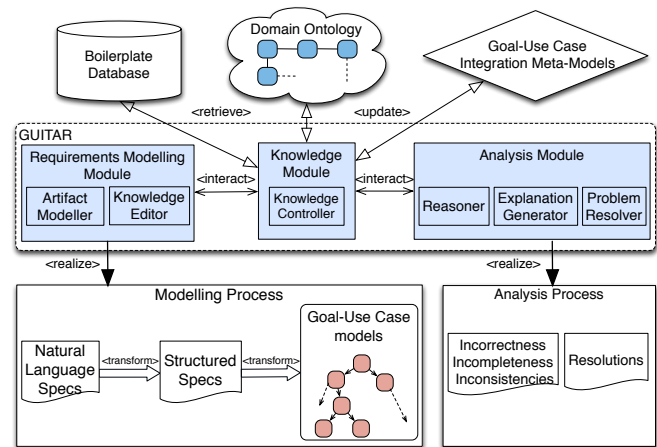 Boilerplate
Database
Domain Ontology
Goal-Use Case
Integration Meta-Models
<retrieve>
<update>
GUITAR
Requirements Modelling
Module
Artifact
Modeller
Knowledge
Editor
<interact>
Knowledge
Module
Knowledge
Controller
<interact>
Analysis Module
Reasoner
Explanation
Generator
Problem
Resolver
<realize>
<realize>
Modelling Process
Natural
Language
Specs
<transform>
Structured
Specs
<transform>
Goal-Use Case
models
Analysis Process
Incorrectness
Incompleteness
Inconsistencies
Resolutions